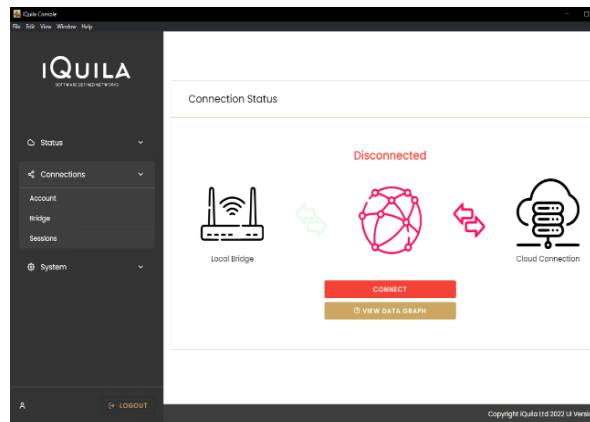 iQuila Console
File Edit View Window Help
IQUILA
SOFTWARE DEFINED NETWORKS
Connection Status
Status
Disconnected
Connections
Account
Bridge
Sessions
Local Bridge
Cloud Connection
System
CONNECT
VIEW DATA GRAPH
LOGOUT
Copyright iQuila Ltd 2022 UI Versi